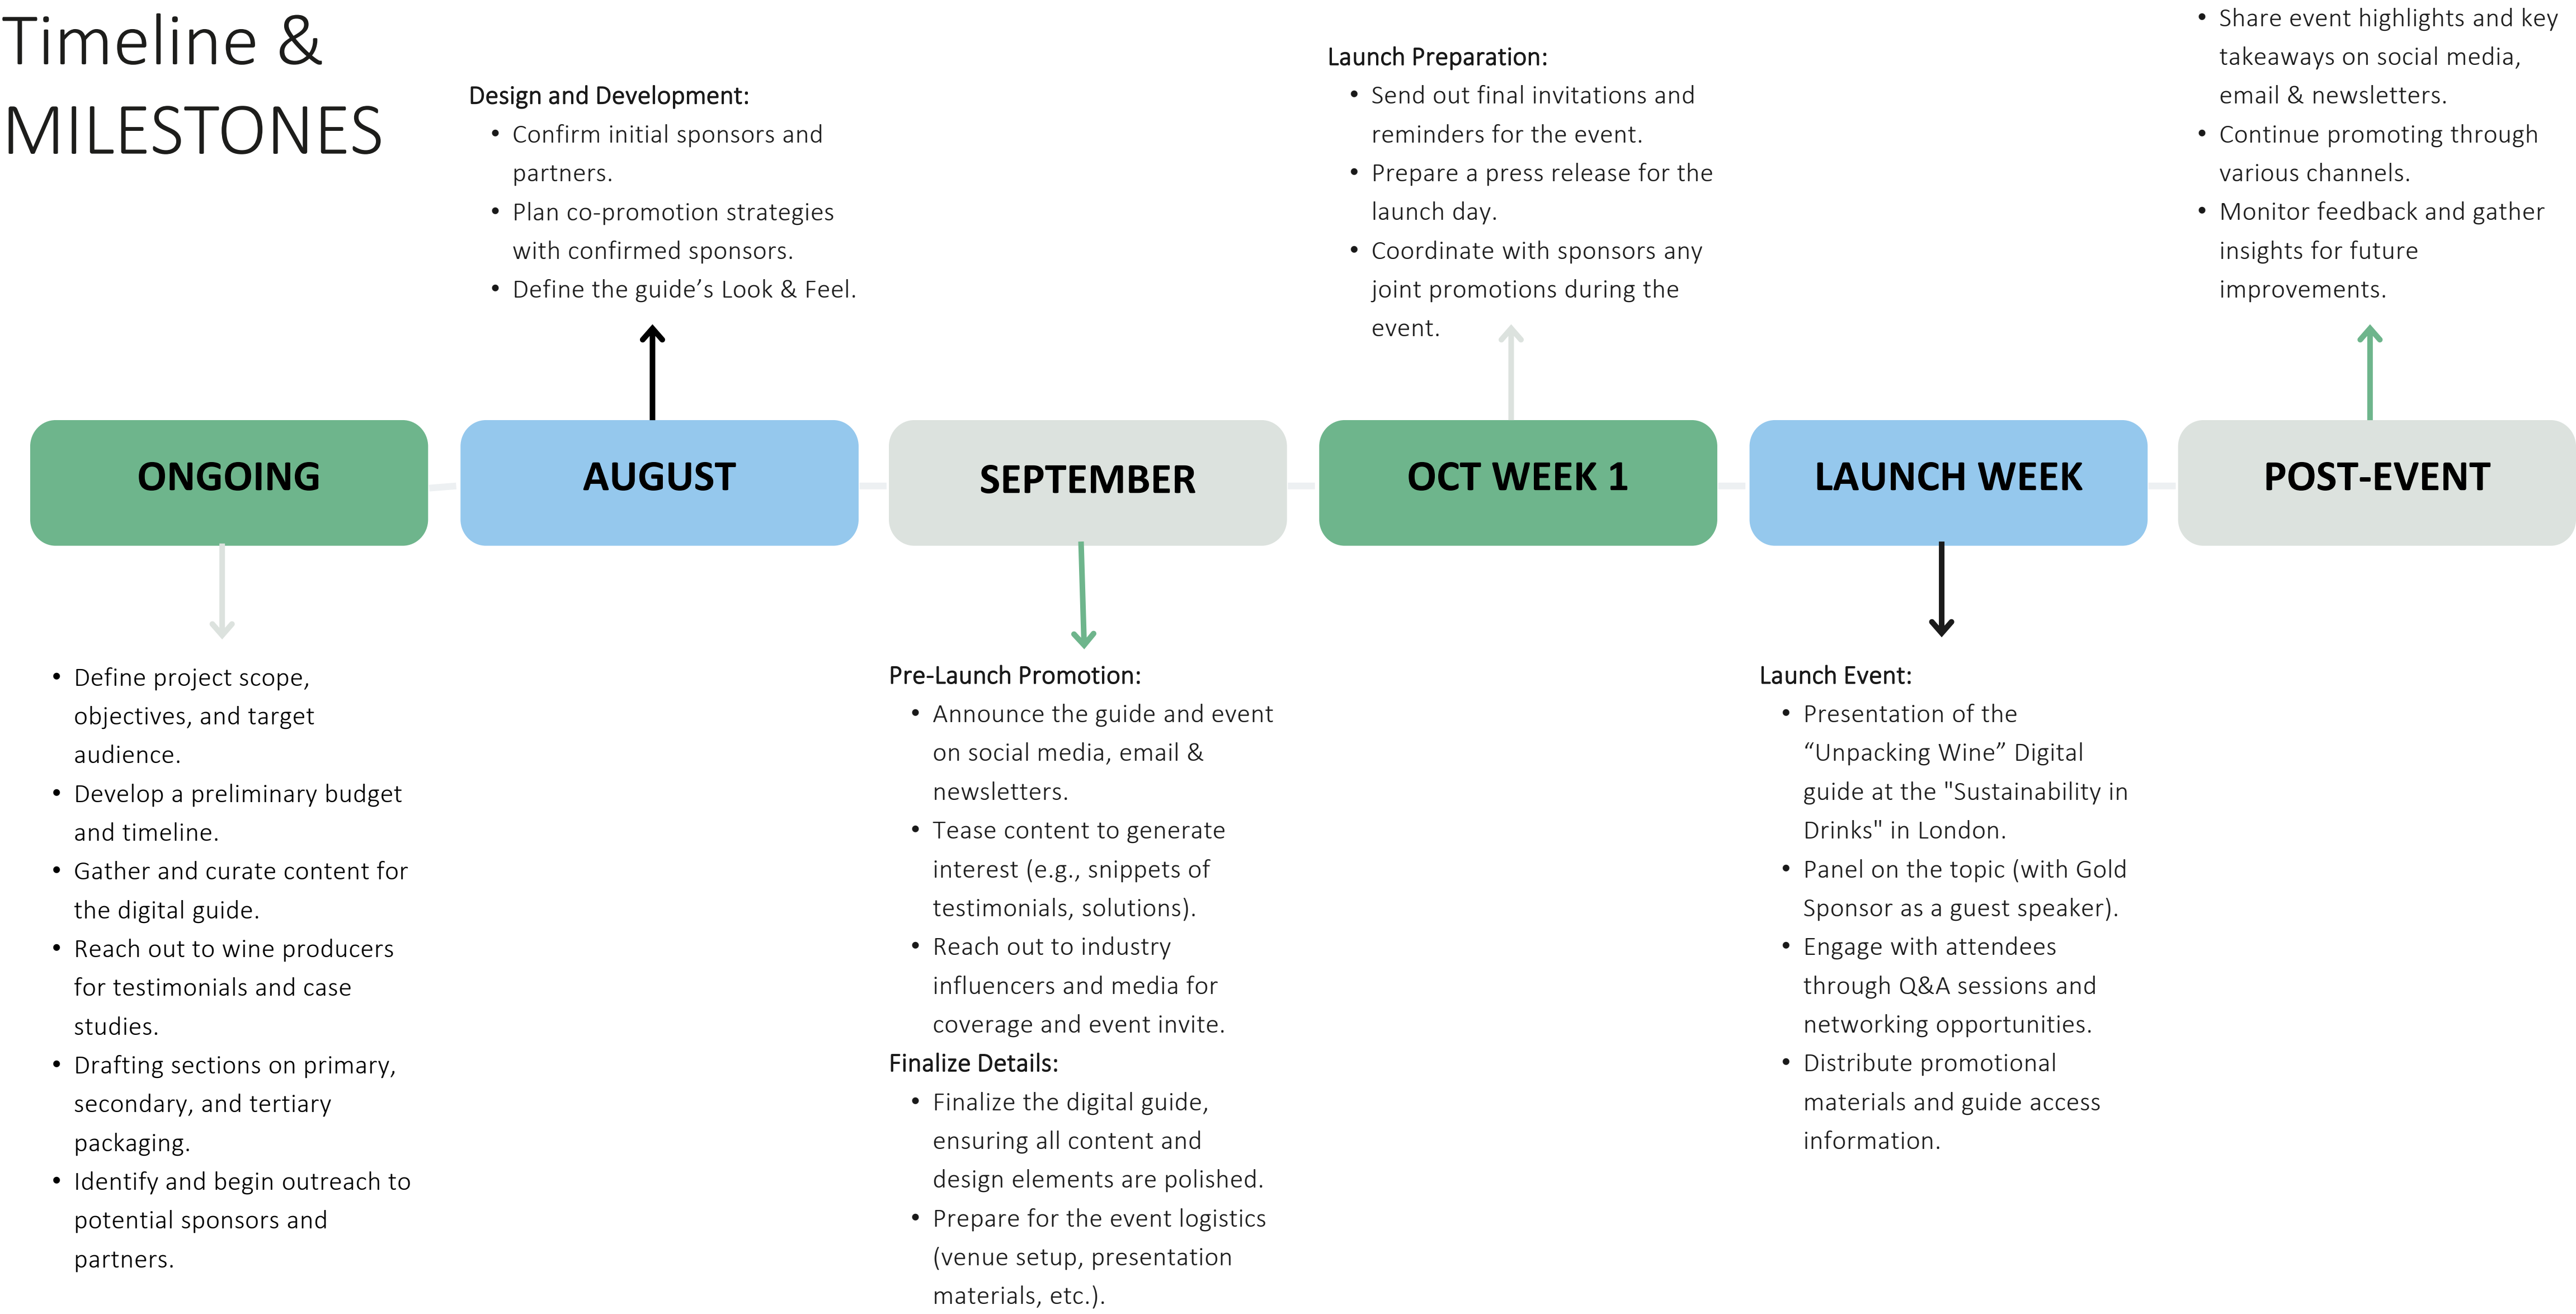 Timeline &
MILESTONES
ONGOING
• Define project scope,
objectives, and target
audience.
• Develop a preliminary budget
and timeline.
• Gather and curate content for
the digital guide.
• Reach out to wine producers
for testimonials and case
studies.
• Drafting sections on primary,
secondary, and tertiary
packaging.
• Identify and begin outreach to
potential sponsors and
partners.
Design and Development:
• Confirm initial sponsors and
partners.
• Plan co-promotion strategies
with confirmed sponsors.
• Define the guide’s Look & Feel.
AUGUST
SEPTEMBER
Pre-Launch Promotion:
• Announce the guide and event
on social media, email &
newsletters.
• Tease content to generate
interest (e.g., snippets of
testimonials, solutions).
• Reach out to industry
influencers and media for
coverage and event invite.
Finalize Details:
• Finalize the digital guide,
ensuring all content and
design elements are polished.
• Prepare for the event logistics
(venue setup, presentation
materials, etc.).
Launch Preparation:
• Send out final invitations and
reminders for the event.
• Prepare a press release for the
launch day.
• Coordinate with sponsors any
joint promotions during the
event.
OCT WEEK 1
LAUNCH WEEK
Launch Event:
• Presentation of the
“Unpacking Wine” Digital
guide at the "Sustainability in
Drinks" in London.
• Panel on the topic (with Gold
Sponsor as a guest speaker).
• Engage with attendees
through Q&A sessions and
networking opportunities.
• Distribute promotional
materials and guide access
information.
• Share event highlights and key
takeaways on social media,
email & newsletters.
• Continue promoting through
various channels.
• Monitor feedback and gather
insights for future
improvements.
POST-EVENT